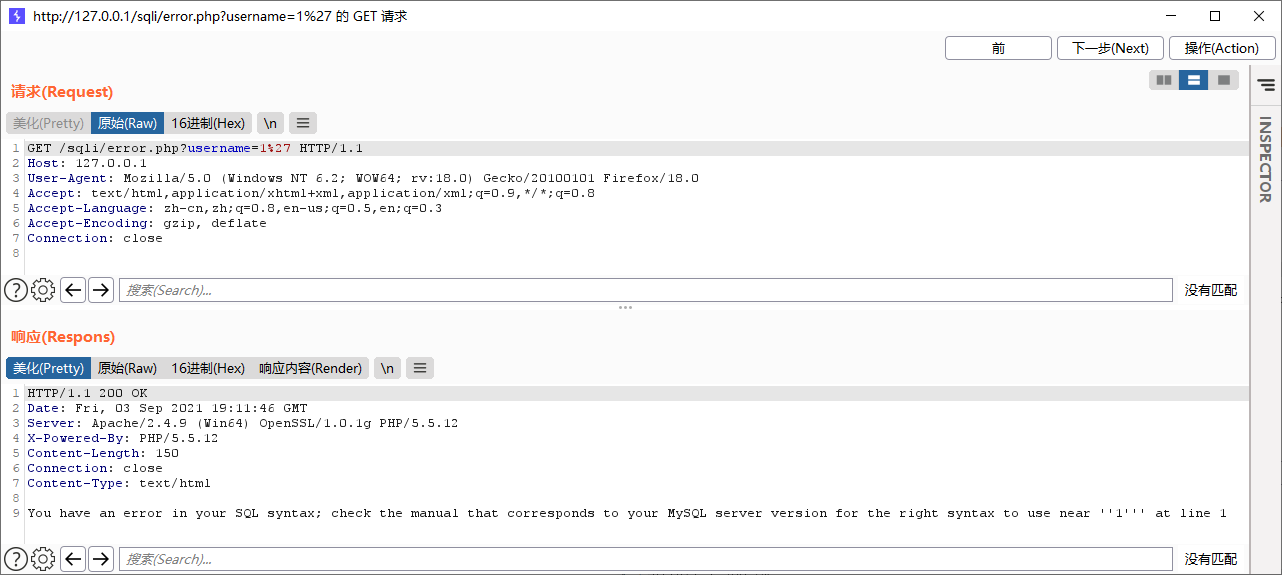 http://127.0.0.1/sqli/error.php?username=1%27 的 GET 请求
前 下一步(Next) 操作(Action)
请求(Request)
美化(Pretty) 原始(Raw) 16进制(Hex) \n
1 GET /sqli/error.php?username=1%27 HTTP/1.1
2 Host: 127.0.0.1
3 User-Agent: Mozilla/5.0 (Windows NT 6.2; WOW64; rv:18.0) Gecko/20100101 Firefox/18.0
4 Accept: text/html,application/xhtml+xml,application/xml;q=0.9,*/*;q=0.8
5 Accept-Language: zh-cn,zh;q=0.8,en-us;q=0.5,en;q=0.3
6 Accept-Encoding: gzip, deflate
7 Connection: close
8
INSPECTOR
搜索(Search)... 没有匹配
响应(Respons)
美化(Pretty) 原始(Raw) 16进制(Hex) 响应内容(Render) \n
1 HTTP/1.1 200 OK
2 Date: Fri, 03 Sep 2021 19:11:46 GMT
3 Server: Apache/2.4.9 (Win64) OpenSSL/1.0.1g PHP/5.5.12
4 X-Powered-By: PHP/5.5.12
5 Content-Length: 150
6 Connection: close
7 Content-Type: text/html
8
9 You have an error in your SQL syntax; check the manual that corresponds to your MySQL server version for the right syntax to use near ''1''' at line 1
搜索(Search)... 没有匹配